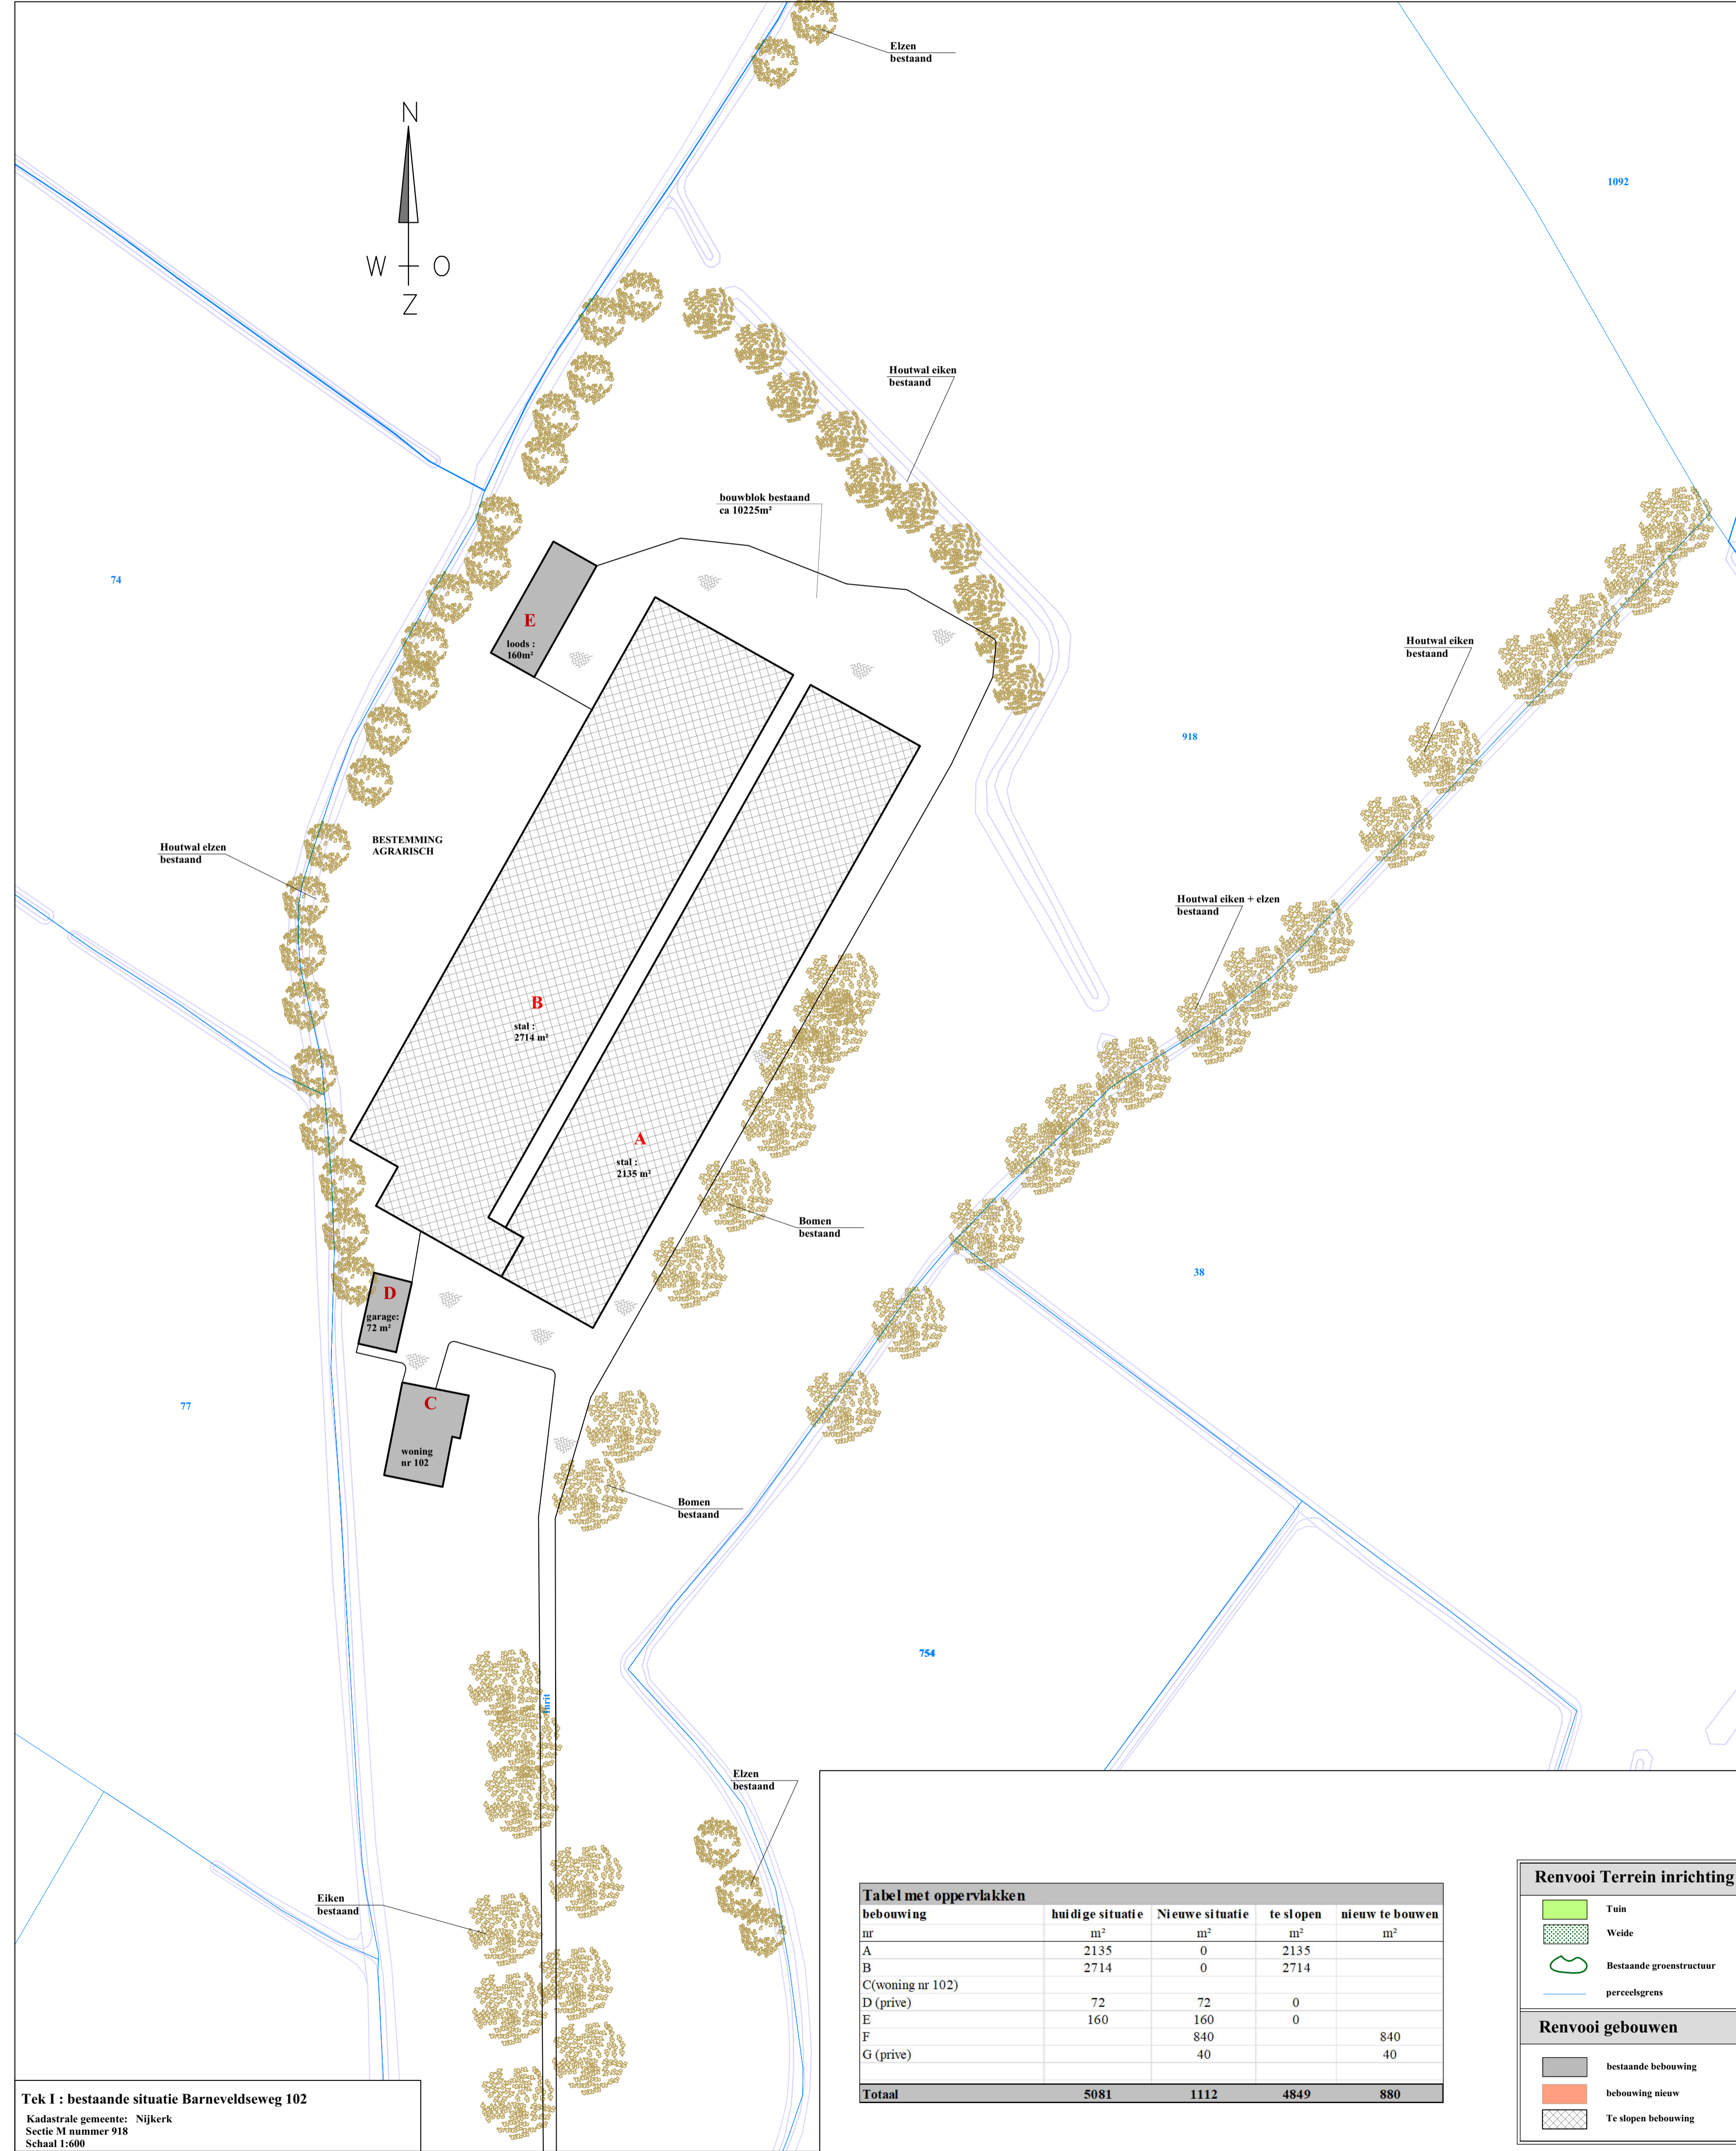 Elzen
bestaand
N
W O
Z
1092
Houtwal eiken
bestaand
bouwblok bestaand
ca 10225m²
74
E
loods :
160m²
Houtwal eiken
bestaand
918
BESTEMMING
AGRARISCH
Houtwal elzen
bestaand
Houtwal eiken + elzen
bestaand
B
stal :
2714 m²
A
stal :
2135 m²
Bomen
bestaand
38
D
garage:
72 m²
C
woning
nr 102
77
Bomen
bestaand
754
inrit
Elzen
bestaand
Eiken
bestaand
Tabel met oppervlakken
bebouwing huidige situatie Nieuwe situatie te slopen nieuw te bouwen
nr m² m² m² m²
A 2135 0 2135
B 2714 0 2714
C(woning nr 102)
D (prive) 72 72 0
E 160 160 0
F 840 840
G (prive) 40 40
Totaal 5081 1112 4849 880
Renvooi Terrein inrichting
Tuin
Weide
Bestaande groenstructuur
perceelsgrens
Renvooi gebouwen
bestaande bebouwing
bebouwing nieuw
Te slopen bebouwing
Tek I : bestaande situatie Barneveldseweg 102
Kadastrale gemeente: Nijkerk
Sectie M nummer 918
Schaal 1:600